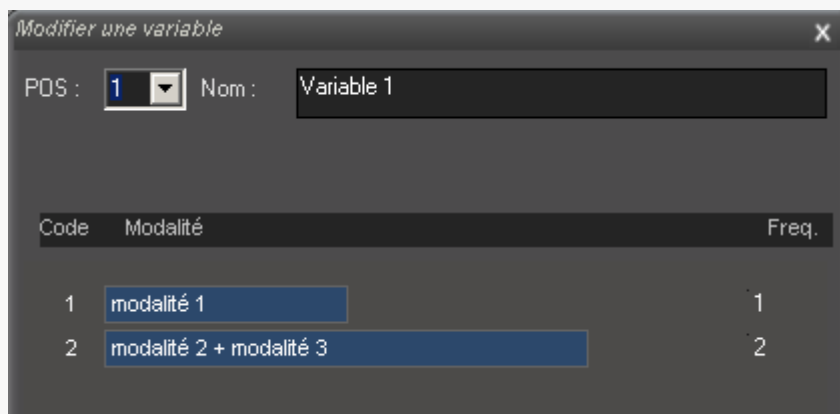 Modifier une variable x
POS : 1 Nom : Variable 1
Code Modalité Freq.
1 modalité 1 1
2 modalité 2 + modalité 3 2